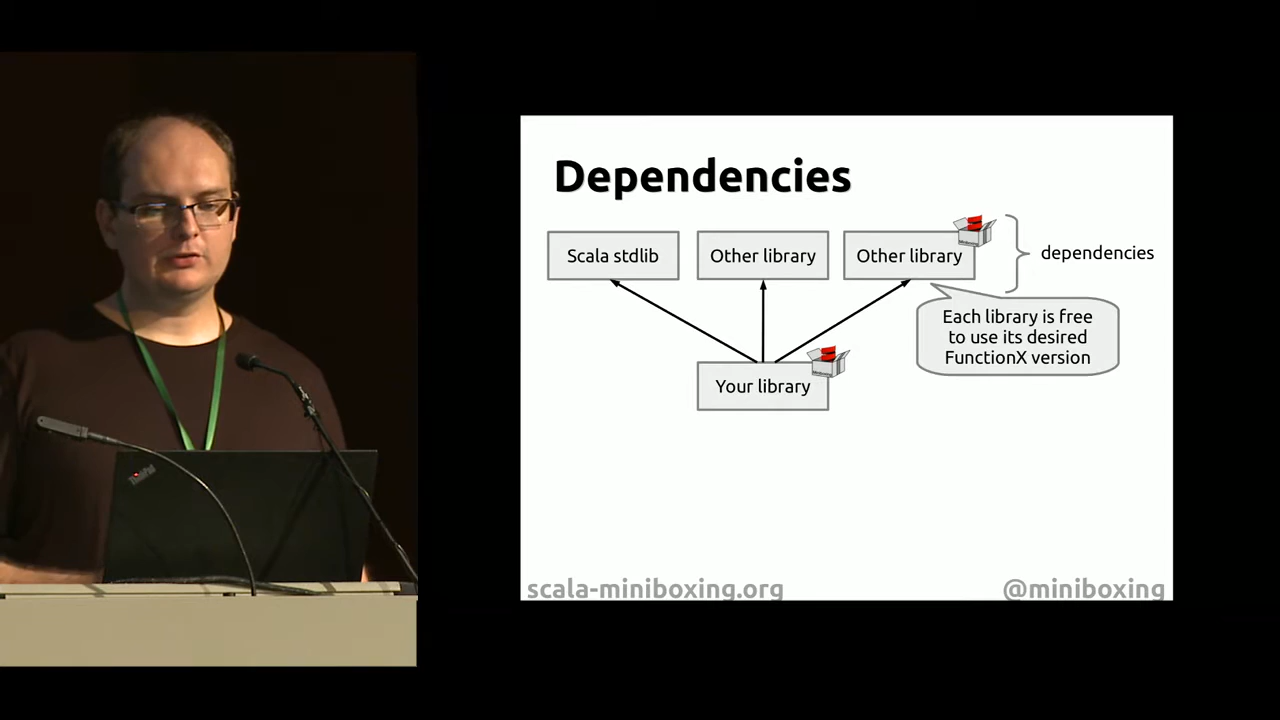 Dependencies
Scala stdlib
Other library
Other library
dependencies
Each library is free
to use its desired
FunctionX version
Your library
scala-miniboxing.org
@miniboxing
ThinkPad